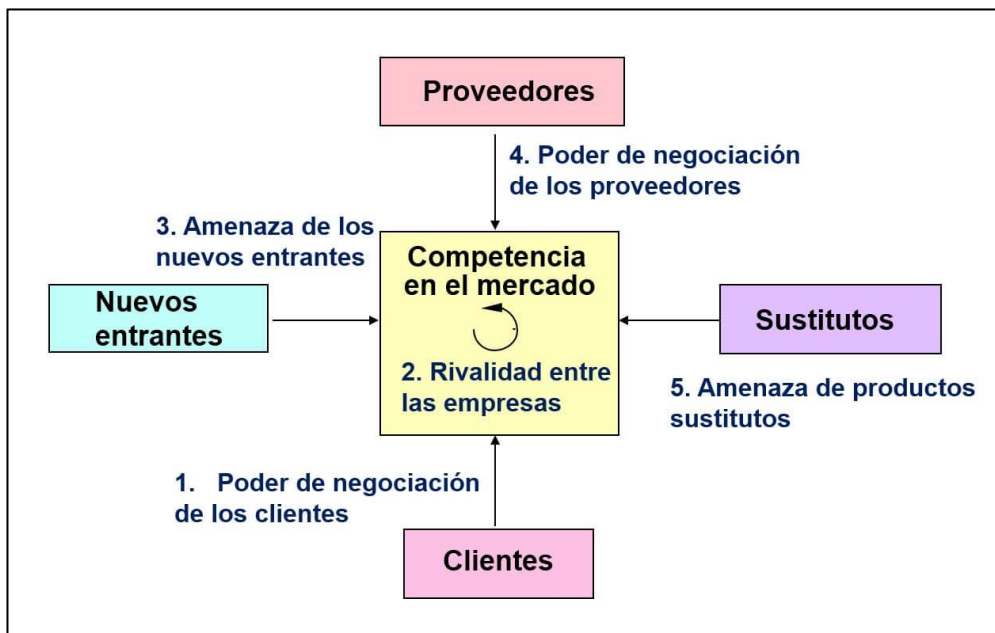 Proveedores
4. Poder de negociación
de los proveedores
3. Amenaza de los
nuevos entrantes
Competencia
en el mercado
Nuevos
entrantes
Sustitutos
2. Rivalidad entre
las empresas
5. Amenaza de productos
sustitutos
1. Poder de negociación
de los clientes
Clientes